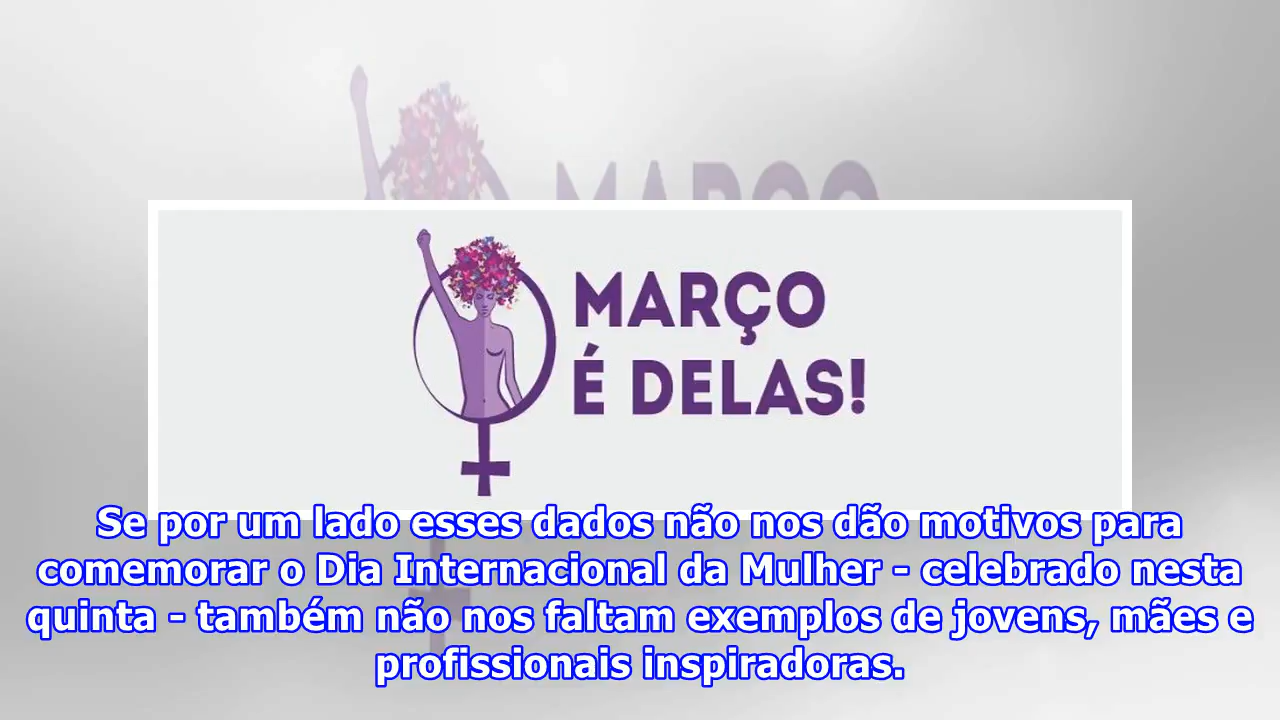 MARÇO
MARÇO
É DELAS!
Se por um lado esses dados não nos dão motivos para
comemorar o Dia Internacional da Mulher - celebrado nesta
quinta - também não nos faltam exemplos de jovens, mães e
profissionais inspiradoras.